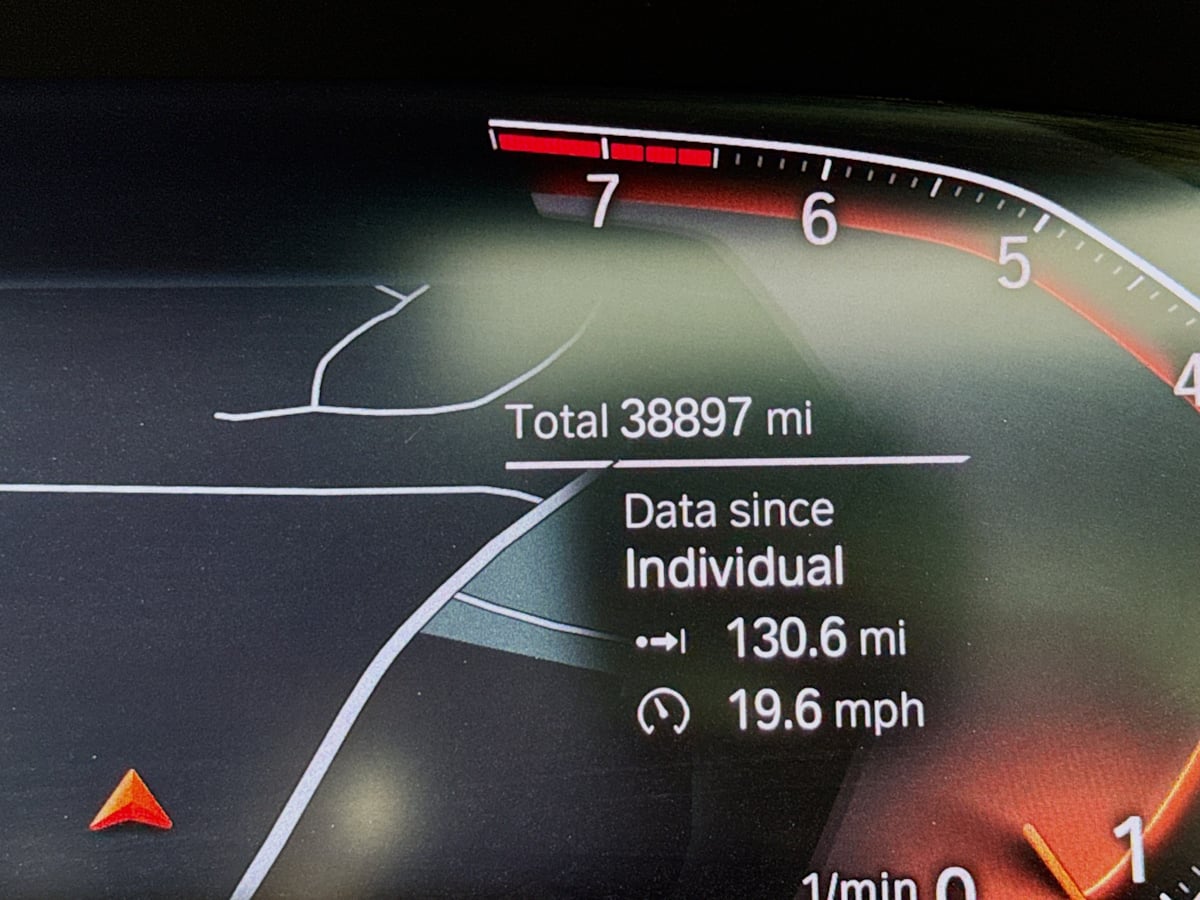 7
6
5
4
Total 38897 mi
Data since
Individual
130.6 mi
19.6 mph
1
1/min 0